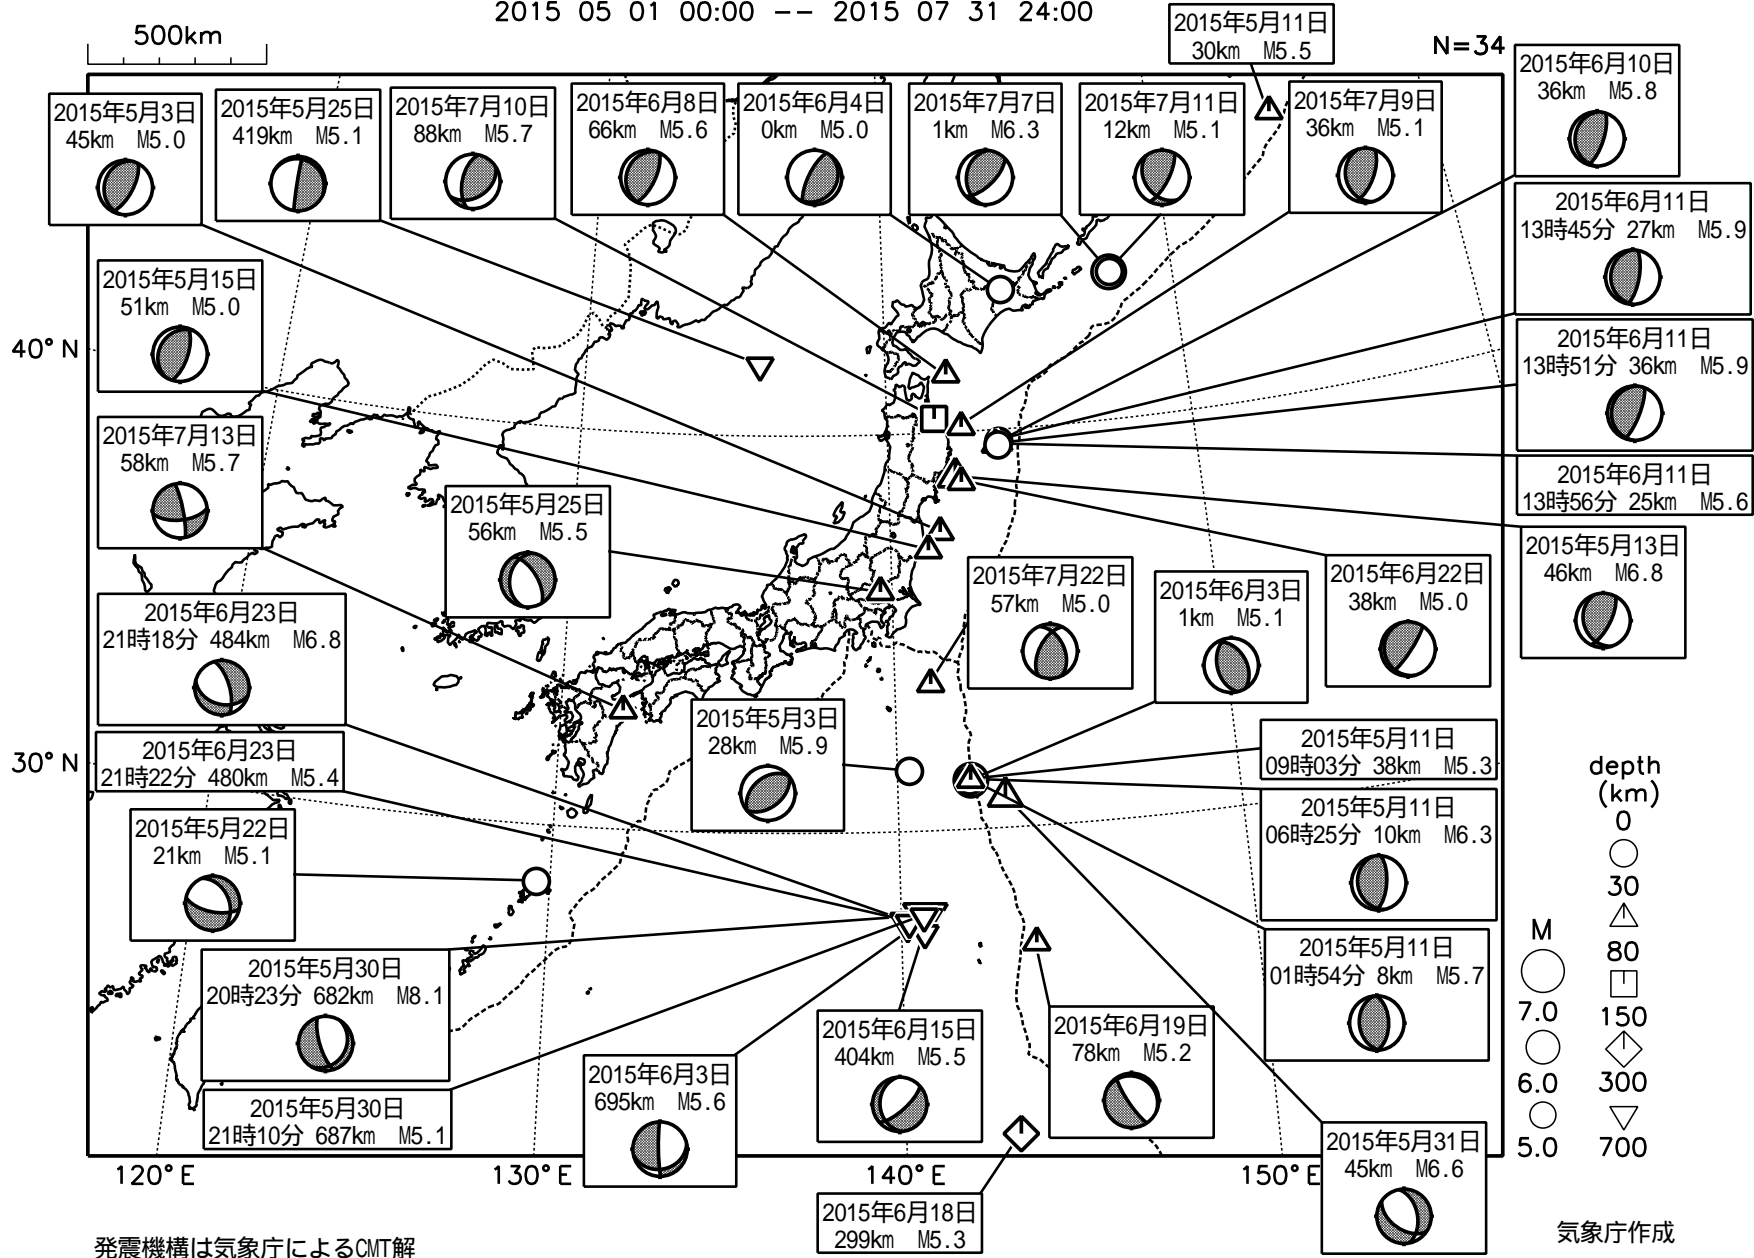 2015 05 01 00:00 -- 2015 07 31 24:00
500km
N=34
2015年5月11日
30km M5.5
2015年5月3日
45km M5.0
2015年5月25日
419km M5.1
2015年7月10日
88km M5.7
2015年6月8日
66km M5.6
2015年6月4日
0km M5.0
2015年7月7日
1km M6.3
2015年7月11日
12km M5.1
2015年7月9日
36km M5.1
2015年6月10日
36km M5.8
2015年6月11日
13時45分 27km M5.9
2015年6月11日
13時51分 36km M5.9
2015年6月11日
13時56分 25km M5.6
2015年5月13日
46km M6.8
2015年5月15日
51km M5.0
40°N
2015年7月13日
58km M5.7
2015年5月25日
56km M5.5
2015年7月22日
57km M5.0
2015年6月3日
1km M5.1
2015年6月22日
38km M5.0
2015年6月23日
21時18分 484km M6.8
2015年6月23日
21時22分 480km M5.4
30°N
2015年5月3日
28km M5.9
2015年5月11日
09時03分 38km M5.3
2015年5月11日
06時25分 10km M6.3
2015年5月11日
01時54分 8km M5.7
2015年5月22日
21km M5.1
2015年5月30日
20時23分 682km M8.1
2015年5月30日
21時10分 687km M5.1
2015年6月3日
695km M5.6
2015年6月15日
404km M5.5
2015年6月19日
78km M5.2
2015年6月18日
299km M5.3
2015年5月31日
45km M6.6
120°E
130°E
140°E
150°E
depth
(km)
0
30
80
150
300
700
M
7.0
6.0
5.0
発震機構は気象庁によるCMT解
気象庁作成